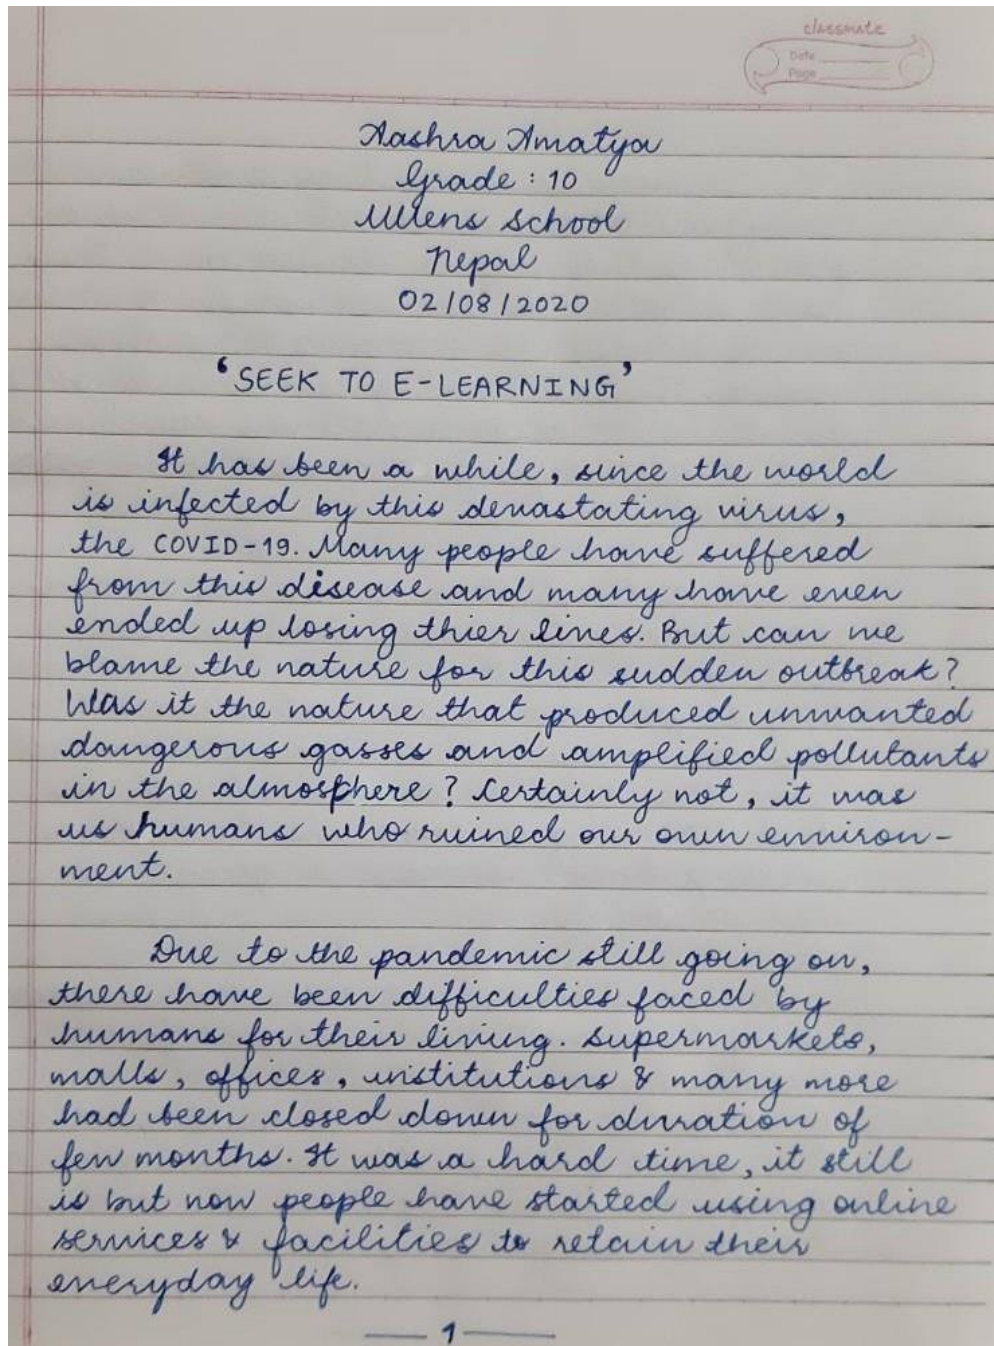 classmate
Date
Page
Aashra Amatya
Grade : 10
Ullens School
Nepal
02/08/2020
'SEEK TO E-LEARNING'
It has been a while, since the world
is infected by this devastating virus,
the COVID-19. Many people have suffered
from this disease and many have even
ended up losing thier lives. But can we
blame the nature for this sudden outbreak?
Was it the nature that produced unwanted
dangerous gasses and amplified pollutants
in the atmosphere? Certainly not, it was
us humans who ruined our own environ-
ment.
Due to the pandemic still going on,
there have been difficulties faced by
humans for their living. Supermarkets,
malls, offices, institutions & many more
had been closed down for duration of
few months. It was a hard time, it still
is but now people have started using online
services & facilities to retain their
everyday life.
1